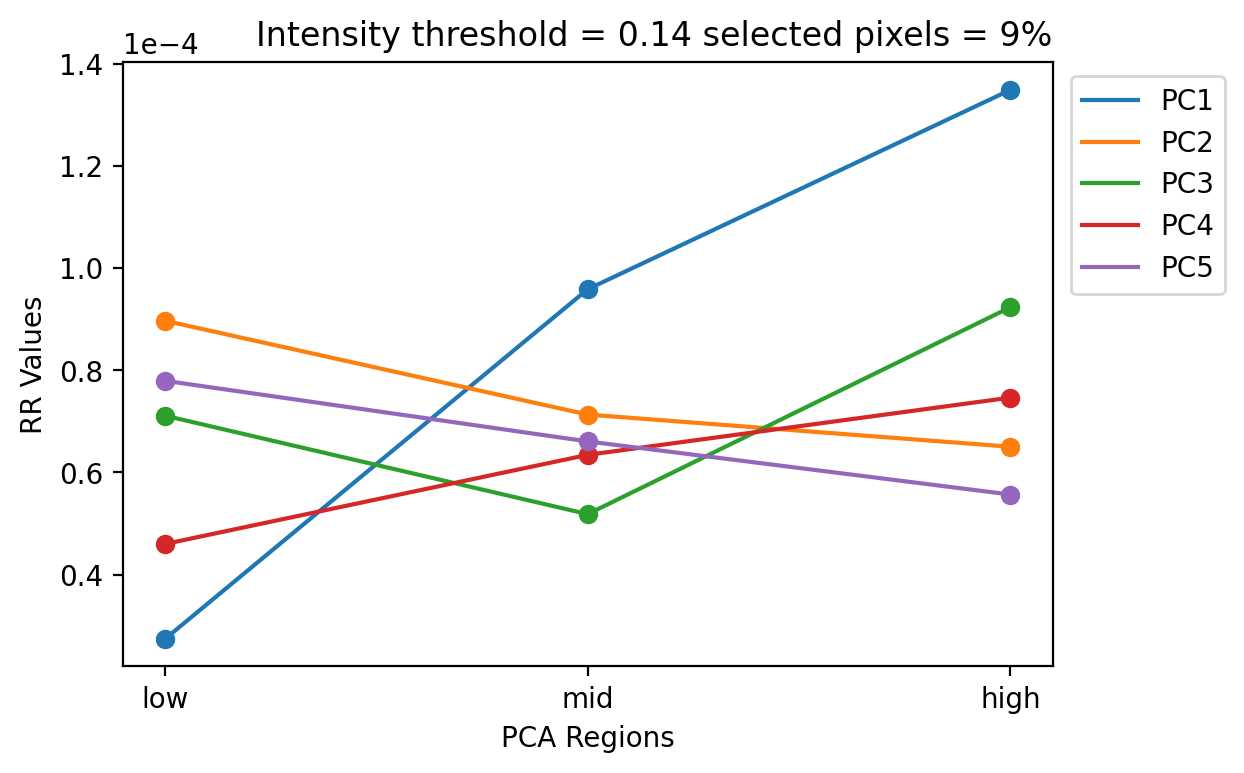 Intensity threshold = 0.14 selected pixels = 9%
1e−4
1.4
1.2
1.0
0.8
0.6
0.4
RR Values
low
mid
high
PCA Regions
PC1
PC2
PC3
PC4
PC5